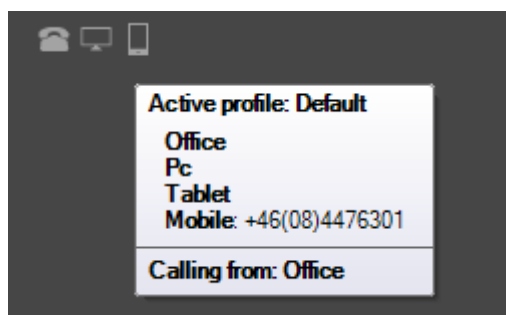 Active profile: Default
Office
Pc
Tablet
Mobile: +46(08)4476301
Calling from: Office